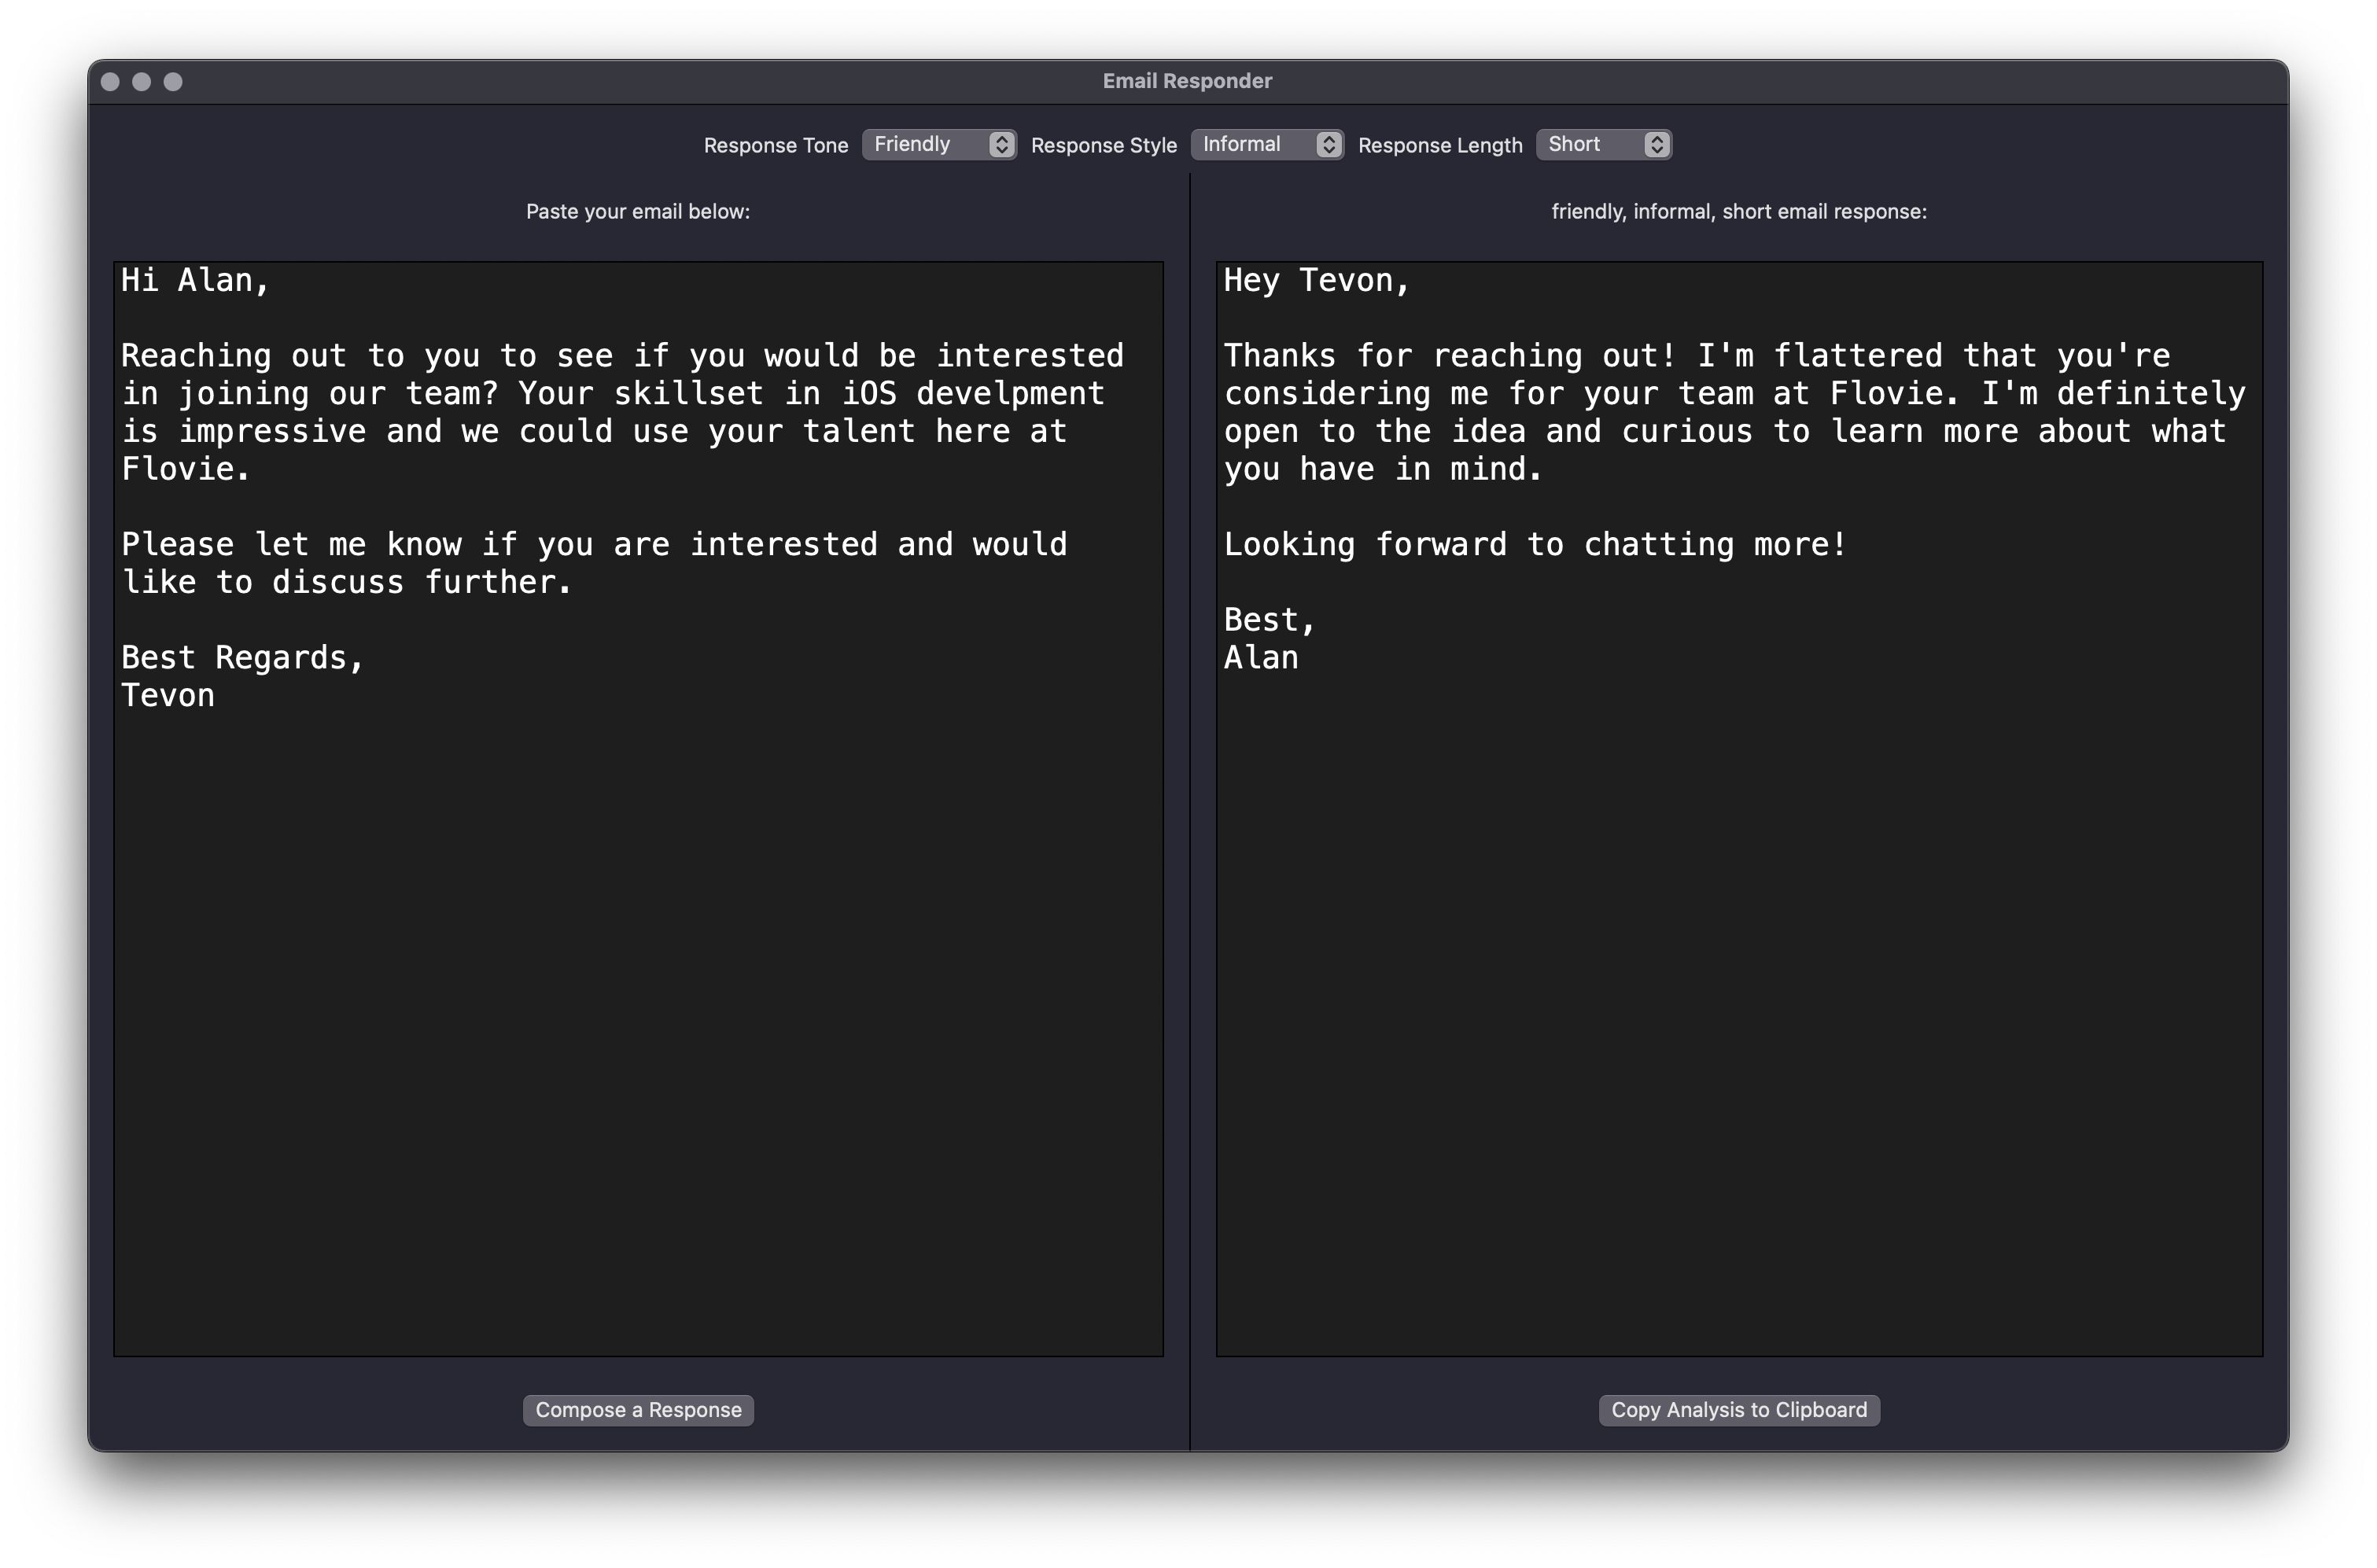 Email Responder
Response Tone Friendly Response Style Informal Response Length Short
Paste your email below:
Hi Alan,
Reaching out to you to see if you would be interested
in joining our team? Your skillset in iOS develpment
is impressive and we could use your talent here at
Flovie.
Please let me know if you are interested and would
like to discuss further.
Best Regards,
Tevon
Compose a Response
friendly, informal, short email response:
Hey Tevon,
Thanks for reaching out! I'm flattered that you're
considering me for your team at Flovie. I'm definitely
open to the idea and curious to learn more about what
you have in mind.
Looking forward to chatting more!
Best,
Alan
Copy Analysis to Clipboard